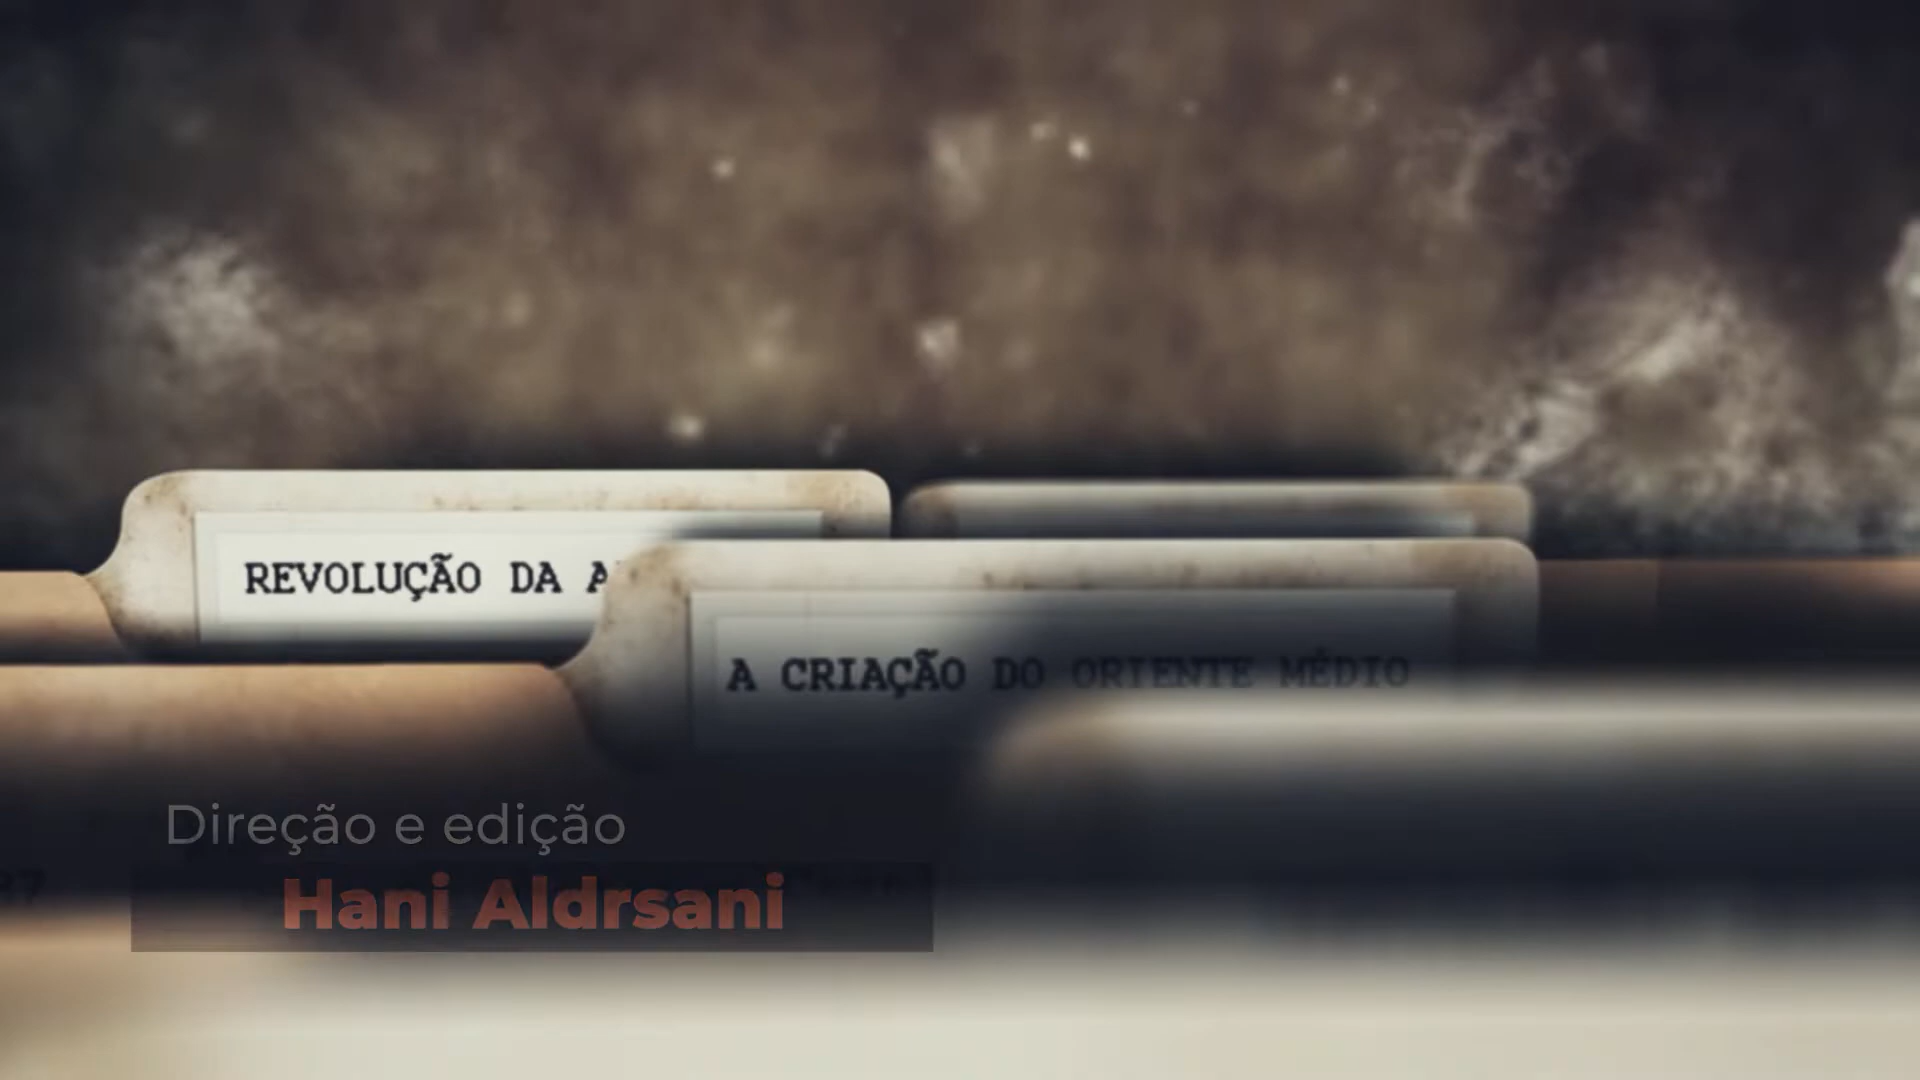 REVOLUÇÃO DA
A CRIAÇÃO DO ORIENTE MÉDIO
Direção e edição
Hani Aldrsani